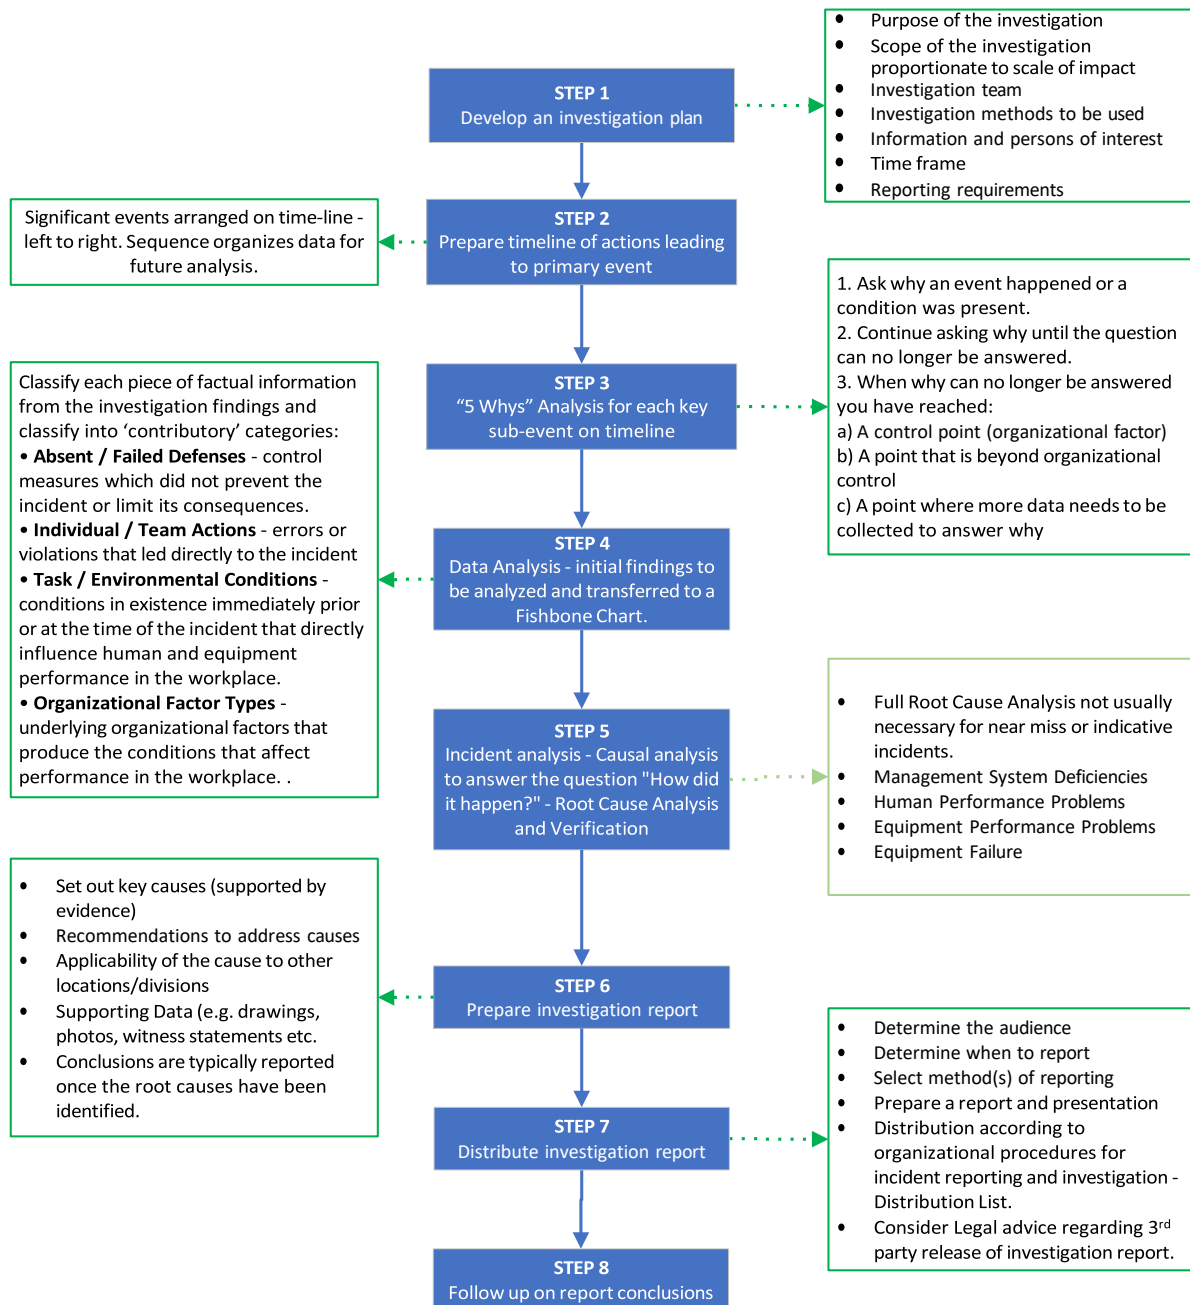 STEP 1
Develop an investigation plan
• Purpose of the investigation
• Scope of the investigation
proportionate to scale of impact
• Investigation team
• Investigation methods to be used
• Information and persons of interest
• Time frame
• Reporting requirements
STEP 2
Prepare timeline of actions leading
to primary event
Significant events arranged on time-line -
left to right. Sequence organizes data for
future analysis.
STEP 3
“5 Whys” Analysis for each key
sub-event on timeline
1. Ask why an event happened or a
condition was present.
2. Continue asking why until the question
can no longer be answered.
3. When why can no longer be answered
you have reached:
a) A control point (organizational factor)
b) A point that is beyond organizational
control
c) A point where more data needs to be
collected to answer why
STEP 4
Data Analysis - initial findings to
be analyzed and transferred to a
Fishbone Chart.
Classify each piece of factual information
from the investigation findings and
classify into ‘contributory’ categories:
• Absent / Failed Defenses - control
measures which did not prevent the
incident or limit its consequences.
• Individual / Team Actions - errors or
violations that led directly to the incident
• Task / Environmental Conditions -
conditions in existence immediately prior
or at the time of the incident that directly
influence human and equipment
performance in the workplace.
• Organizational Factor Types -
underlying organizational factors that
produce the conditions that affect
performance in the workplace. .
STEP 5
Incident analysis - Causal analysis
to answer the question "How did
it happen?" - Root Cause Analysis
and Verification
• Full Root Cause Analysis not usually
necessary for near miss or indicative
incidents.
• Management System Deficiencies
• Human Performance Problems
• Equipment Performance Problems
• Equipment Failure
STEP 6
Prepare investigation report
• Set out key causes (supported by
evidence)
• Recommendations to address causes
• Applicability of the cause to other
locations/divisions
• Supporting Data (e.g. drawings,
photos, witness statements etc.
• Conclusions are typically reported
once the root causes have been
identified.
STEP 7
Distribute investigation report
• Determine the audience
• Determine when to report
• Select method(s) of reporting
• Prepare a report and presentation
• Distribution according to
organizational procedures for
incident reporting and investigation -
Distribution List.
• Consider Legal advice regarding 3rd
party release of investigation report.
STEP 8
Follow up on report conclusions